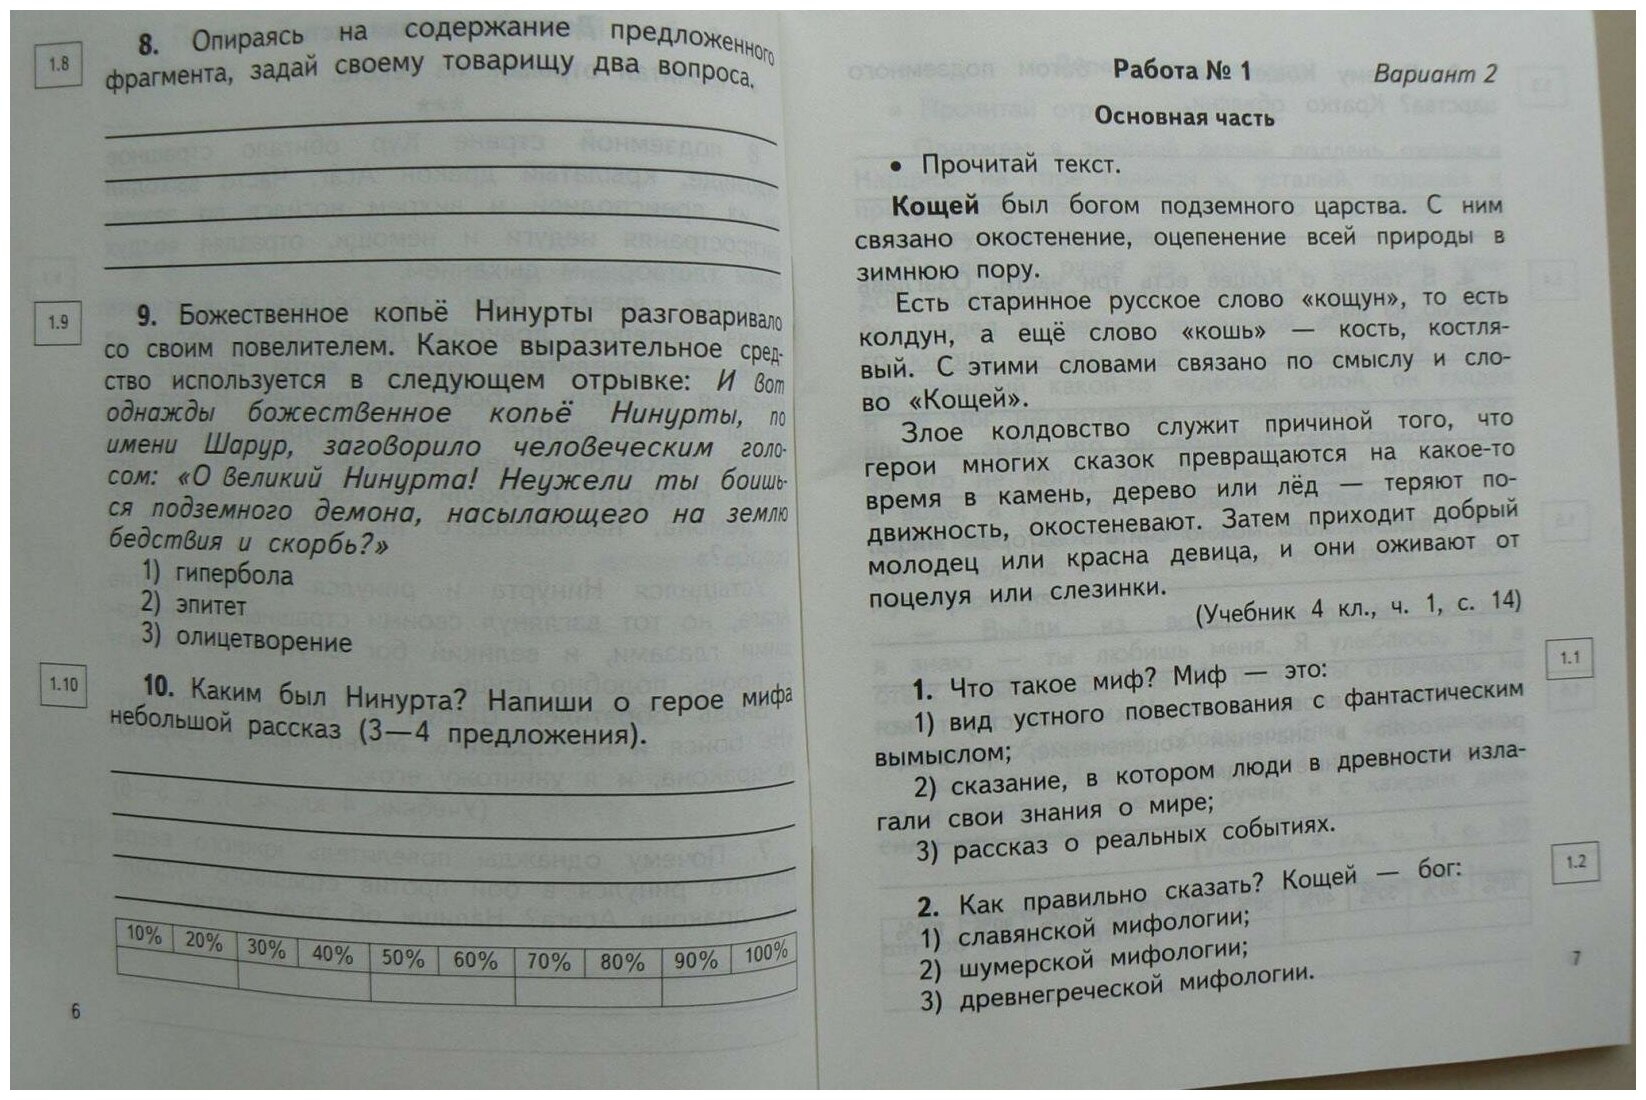 1.8
8. Опираясь на содержание предложенного
фрагмента, задай своему товарищу два вопроса.
1.9
9. Божественное копьё Нинурты разговаривало
со своим повелителем. Какое выразительное сред-
ство используется в следующем отрывке: И вот
однажды божественное копьё Нинурты, по
имени Шарур, заговорило человеческим голо-
сом: «О великий Нинурта! Неужели ты боишь-
ся подземного демона, насылающего на землю
бедствия и скорбь?»
1) гипербола
2) эпитет
3) олицетворение
1.10
10. Каким был Нинурта? Напиши о герое мифа
небольшой рассказ (3—4 предложения).
10% 20% 30% 40% 50% 60% 70% 80% 90% 100%
6
Работа № 1 Вариант 2
Основная часть
• Прочитай текст.
Кощей был богом подземного царства. С ним
связано окостенение, оцепенение всей природы в
зимнюю пору.
Есть старинное русское слово «кощун», то есть
колдун, а ещё слово «кошь» — кость, костля-
вый. С этими словами связано по смыслу и сло-
во «Кощей».
Злое колдовство служит причиной того, что
герои многих сказок превращаются на какое-то
время в камень, дерево или лёд — теряют по-
движность, окостеневают. Затем приходит добрый
молодец или красна девица, и они оживают от
поцелуя или слезинки.
(Учебник 4 кл., ч. 1, с. 14)
1.1
1. Что такое миф? Миф — это:
1) вид устного повествования с фантастическим
вымыслом;
2) сказание, в котором люди в древности изла-
гали свои знания о мире;
3) рассказ о реальных событиях.
1.2
2. Как правильно сказать? Кощей — бог:
1) славянской мифологии;
2) шумерской мифологии;
3) древнегреческой мифологии.
7